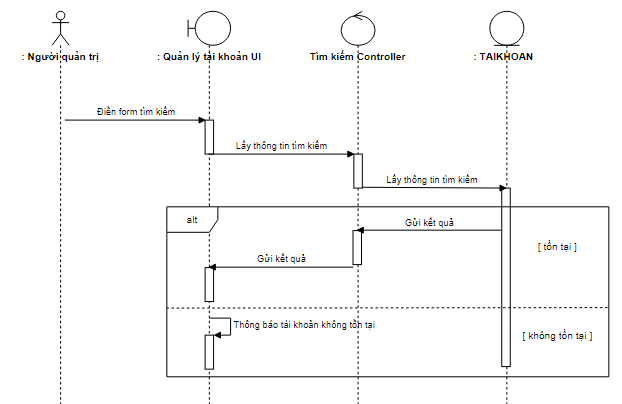 : Người quản trị
: Quản lý tài khoản UI
Tìm kiếm Controller
: TAIKHOAN
Điền form tìm kiếm
Lấy thông tin tìm kiếm
Lấy thông tin tìm kiếm
alt
Gửi kết quả
[ tồn tại ]
Gửi kết quả
Thông báo tài khoản không tồn tại
[ không tồn tại ]